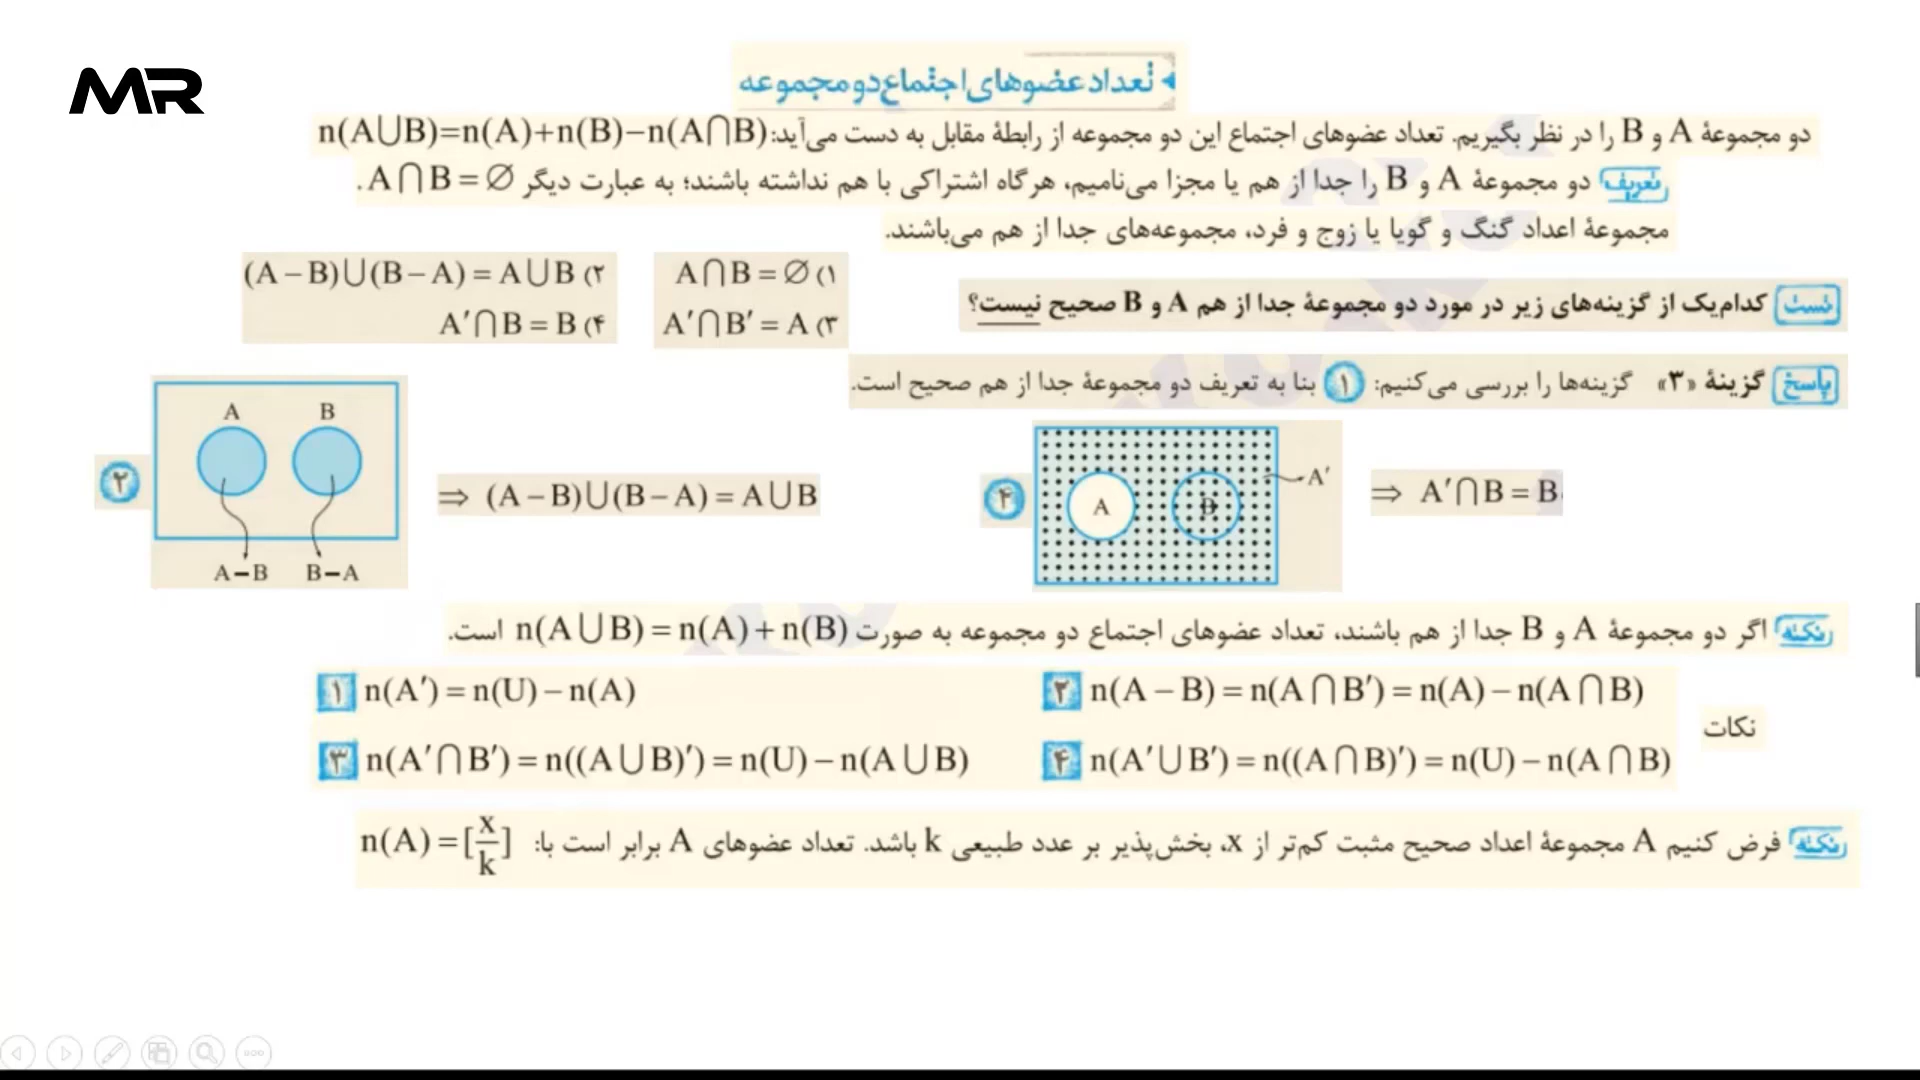 MR
تعداد عضوهای اجتماع دو مجموعه
دو مجموعهٔ A و B را در نظر بگیریم. تعداد عضوهای اجتماع این دو مجموعه از رابطهٔ مقابل به دست می‌آید: n(A∪B)=n(A)+n(B)−n(A∩B)
تعریف دو مجموعهٔ A و B را جدا از هم یا مجزا می‌نامیم، هرگاه اشتراکی با هم نداشته باشند؛ به عبارت دیگر A∩B=∅.
مجموعهٔ اعداد گنگ و گویا یا زوج و فرد، مجموعه‌های جدا از هم می‌باشند.
تست کدام‌یک از گزینه‌های زیر در مورد دو مجموعهٔ جدا از هم A و B صحیح نیست؟
۱) A∩B=∅
۲) (A−B)∪(B−A)=A∪B
۳) A′∩B′=A
۴) A′∩B=B
پاسخ گزینهٔ «۳» گزینه‌ها را بررسی می‌کنیم: ۱ بنا به تعریف دو مجموعهٔ جدا از هم صحیح است.
۲
A B
A−B B−A
⇒ (A−B)∪(B−A)=A∪B
۴
A B A′
⇒ A′∩B=B
نکته اگر دو مجموعهٔ A و B جدا از هم باشند، تعداد عضوهای اجتماع دو مجموعه به صورت n(A∪B)=n(A)+n(B) است.
نکات
۱ n(A′)=n(U)−n(A)
۲ n(A−B)=n(A∩B′)=n(A)−n(A∩B)
۳ n(A′∩B′)=n((A∪B)′)=n(U)−n(A∪B)
۴ n(A′∪B′)=n((A∩B)′)=n(U)−n(A∩B)
نکته فرض کنیم A مجموعهٔ اعداد صحیح مثبت کم‌تر از x، بخش‌پذیر بر عدد طبیعی k باشد. تعداد عضوهای A برابر است با: n(A)=[x/k]